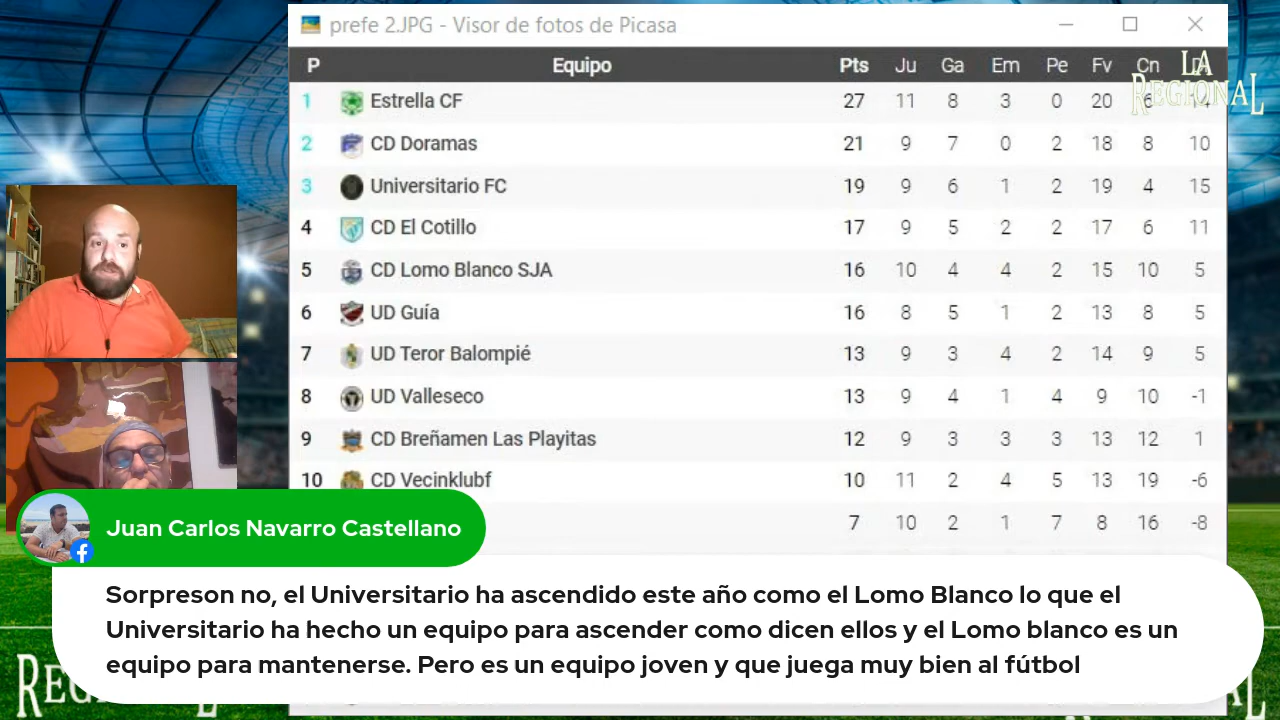 prefe 2.JPG - Visor de fotos de Picasa
P Equipo Pts Ju Ga Em Pe Fv Cn
LA
REGIONAL
1 Estrella CF 27 11 8 3 0 20 6 14
2 CD Doramas 21 9 7 0 2 18 8 10
3 Universitario FC 19 9 6 1 2 19 4 15
4 CD El Cotillo 17 9 5 2 2 17 6 11
5 CD Lomo Blanco SJA 16 10 4 4 2 15 10 5
6 UD Guía 16 8 5 1 2 13 8 5
7 UD Teror Balompié 13 9 3 4 2 14 9 5
8 UD Valleseco 13 9 4 1 4 9 10 -1
9 CD Breñamen Las Playitas 12 9 3 3 3 13 12 1
10 CD Vecinklubf 10 11 2 4 5 13 19 -6
7 10 2 1 7 8 16 -8
Juan Carlos Navarro Castellano
Sorpreson no, el Universitario ha ascendido este año como el Lomo Blanco lo que el
Universitario ha hecho un equipo para ascender como dicen ellos y el Lomo blanco es un
equipo para mantenerse. Pero es un equipo joven y que juega muy bien al fútbol